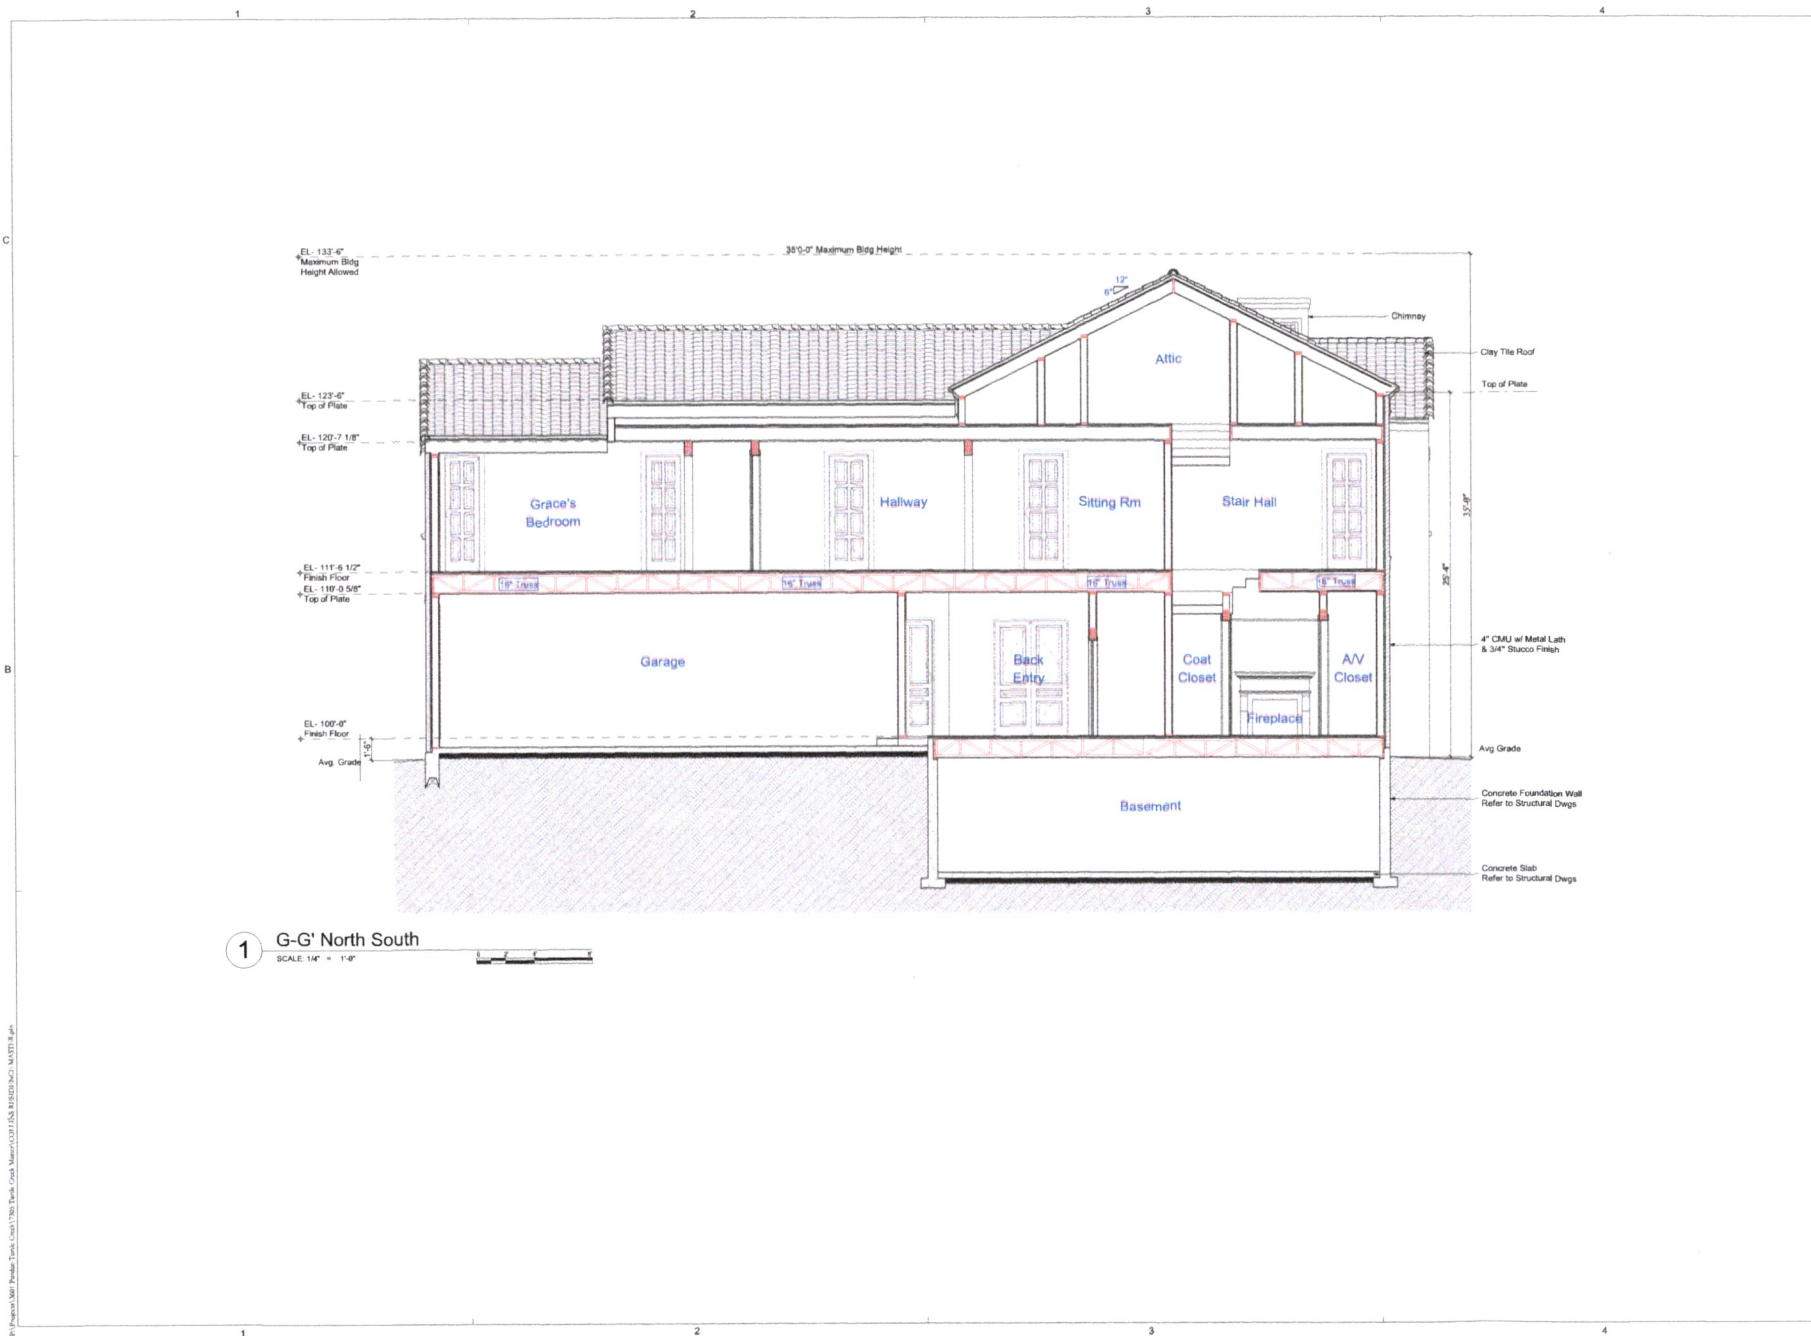 1 2 3 4
C
B
EL- 133'-6"
Maximum Bldg
Height Allowed
35'0-0" Maximum Bldg Height
12"
6"
Chimney
Clay Tile Roof
Attic
Top of Plate
EL- 123'-6"
Top of Plate
EL- 120'-7 1/8"
Top of Plate
Grace's
Bedroom
Hallway
Sitting Rm
Stair Hall
35'-0"
25'-4"
EL- 111'-6 1/2"
Finish Floor
EL- 110'-0 5/8"
Top of Plate
16" Truss
16" Truss
16" Truss
16" Truss
4" CMU w/ Metal Lath
& 3/4" Stucco Finish
Garage
Back
Entry
Coat
Closet
A/V
Closet
Fireplace
EL- 100'-0"
Finish Floor
1'-6"
Avg. Grade
Avg Grade
Concrete Foundation Wall
Refer to Structural Dwgs
Basement
Concrete Slab
Refer to Structural Dwgs
1
G-G' North South
SCALE: 1/4" = 1'-0"
0 2' 4' 8'
1 2 3 4